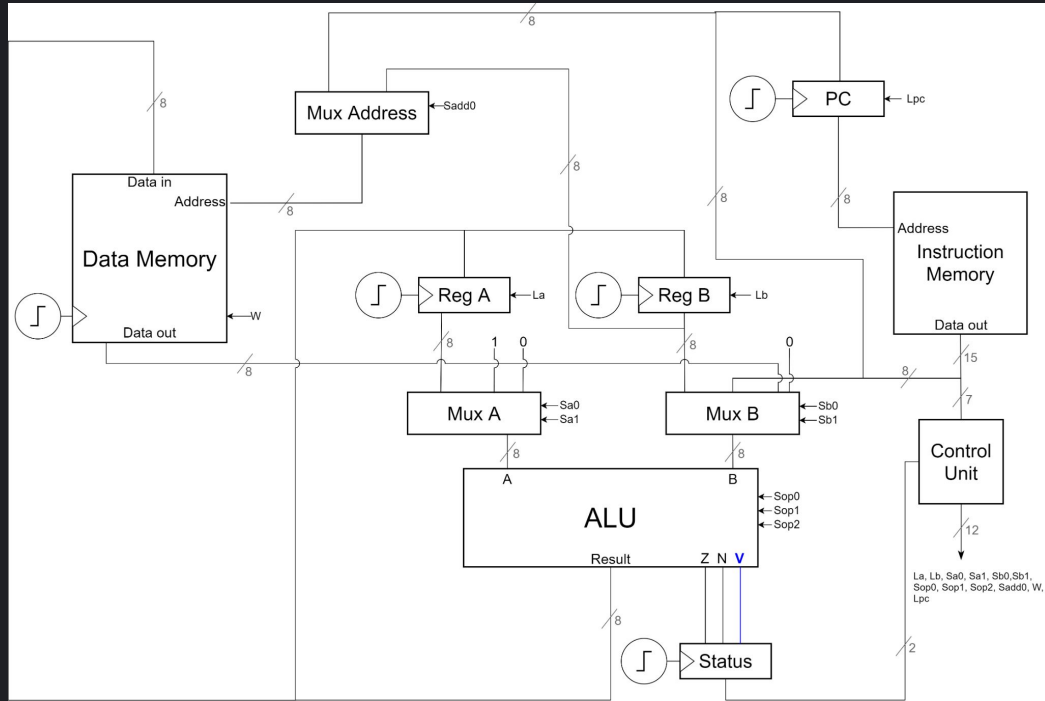 8
8
Mux Address
Sadd0
PC
Lpc
8
Data in
Address
8
8
8
Address
Data Memory
Instruction
Memory
Reg A
La
Reg B
Lb
W
Data out
Data out
8
8
1
0
8
0
15
8
7
Mux A
Sa0
Sa1
Mux B
Sb0
Sb1
Control
Unit
8
8
A
B
ALU
Sop0
Sop1
Sop2
12
Result
Z N V
La, Lb, Sa0, Sa1, Sb0,Sb1,
Sop0, Sop1, Sop2, Sadd0, W,
Lpc
8
2
Status